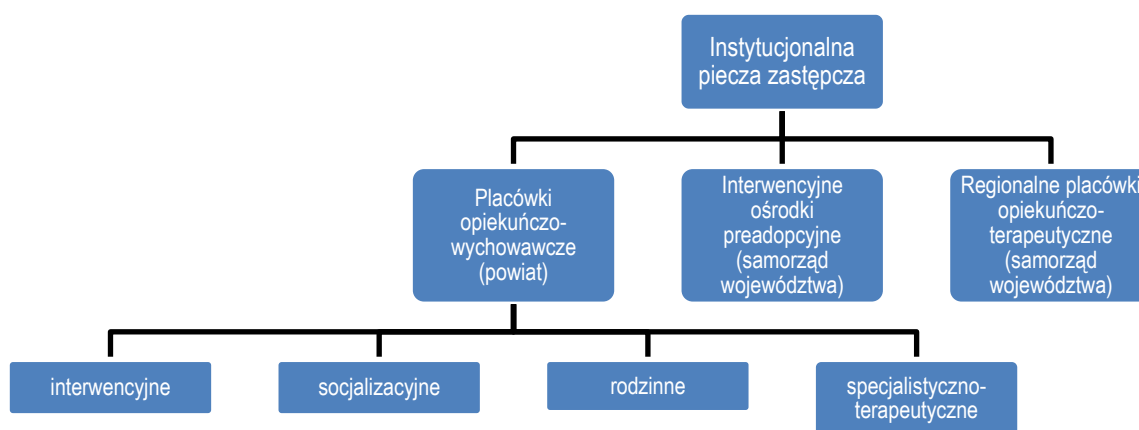 Instytucjonalna
piecza zastępcza
Placówki
opiekuńczo-
wychowawcze
(powiat)
Interwencyjne
ośrodki
preadopcyjne
(samorząd
województwa)
Regionalne placówki
opiekuńczo-
terapeutyczne
(samorząd
województwa)
interwencyjne
socjalizacyjne
rodzinne
specjalistyczno-
terapeutyczne